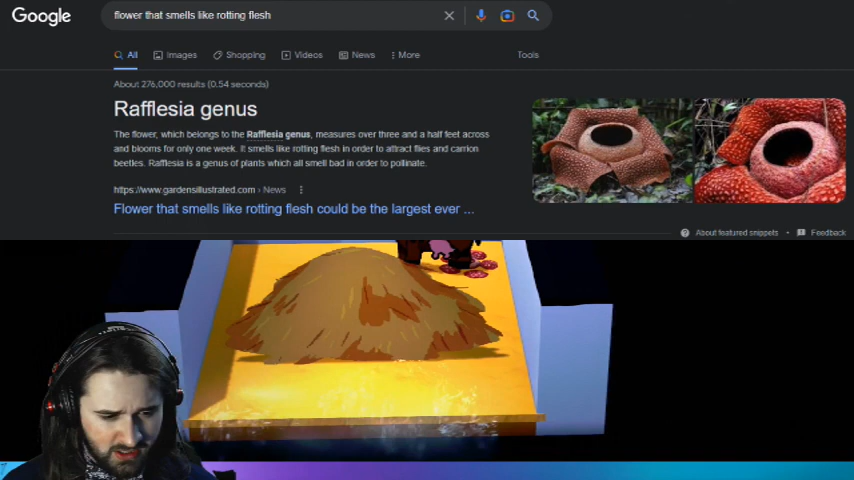 Google
flower that smells like rotting flesh
All Images Shopping Videos News More Tools
About 276,000 results (0.54 seconds)
Rafflesia genus
The flower, which belongs to the Rafflesia genus, measures over three and a half feet across
and blooms for only one week. It smells like rotting flesh in order to attract flies and carrion
beetles. Rafflesia is a genus of plants which all smell bad in order to pollinate.
https://www.gardensillustrated.com › News
Flower that smells like rotting flesh could be the largest ever ...
About featured snippets • Feedback